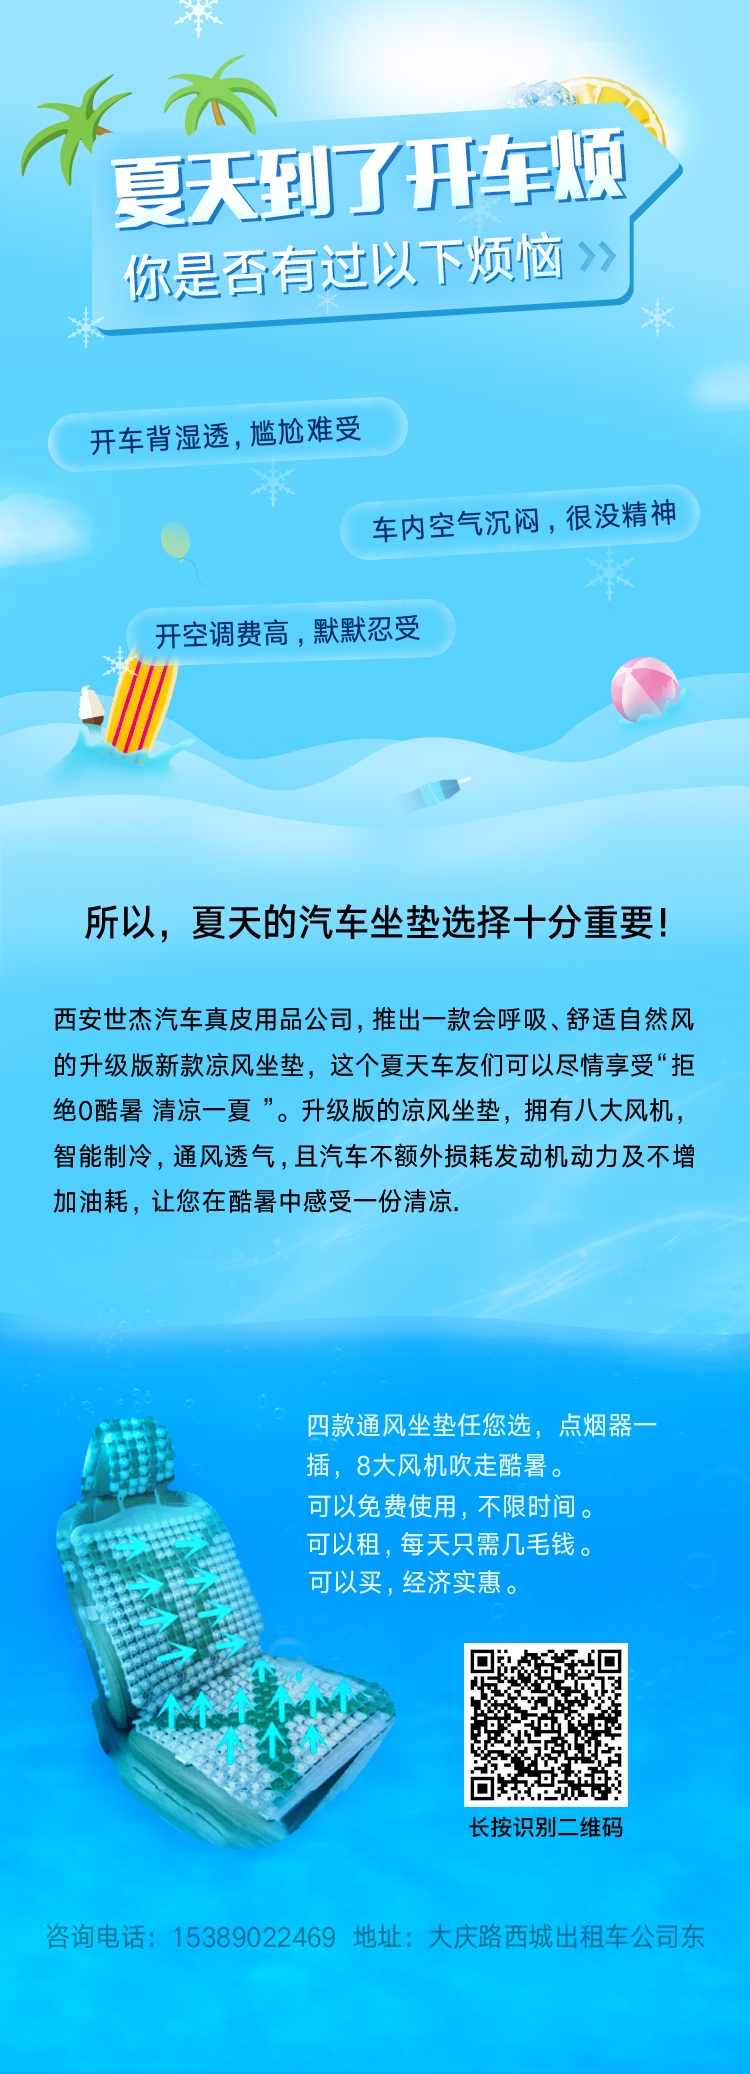 夏天到了开车烦
你是否有过以下烦恼
开车背湿透，尴尬难受
车内空气沉闷，很没精神
开空调费高，默默忍受
所以，夏天的汽车坐垫选择十分重要！
西安世杰汽车真皮用品公司，推出一款会呼吸、舒适自然风
的升级版新款凉风坐垫，这个夏天车友们可以尽情享受“拒
绝0酷暑 清凉一夏 ”。升级版的凉风坐垫，拥有八大风机，
智能制冷，通风透气，且汽车不额外损耗发动机动力及不增
加油耗，让您在酷暑中感受一份清凉.
四款通风坐垫任您选，点烟器一
插，8大风机吹走酷暑。
可以免费使用，不限时间。
可以租，每天只需几毛钱。
可以买，经济实惠。
长按识别二维码
咨询电话：15389022469 地址：大庆路西城出租车公司东